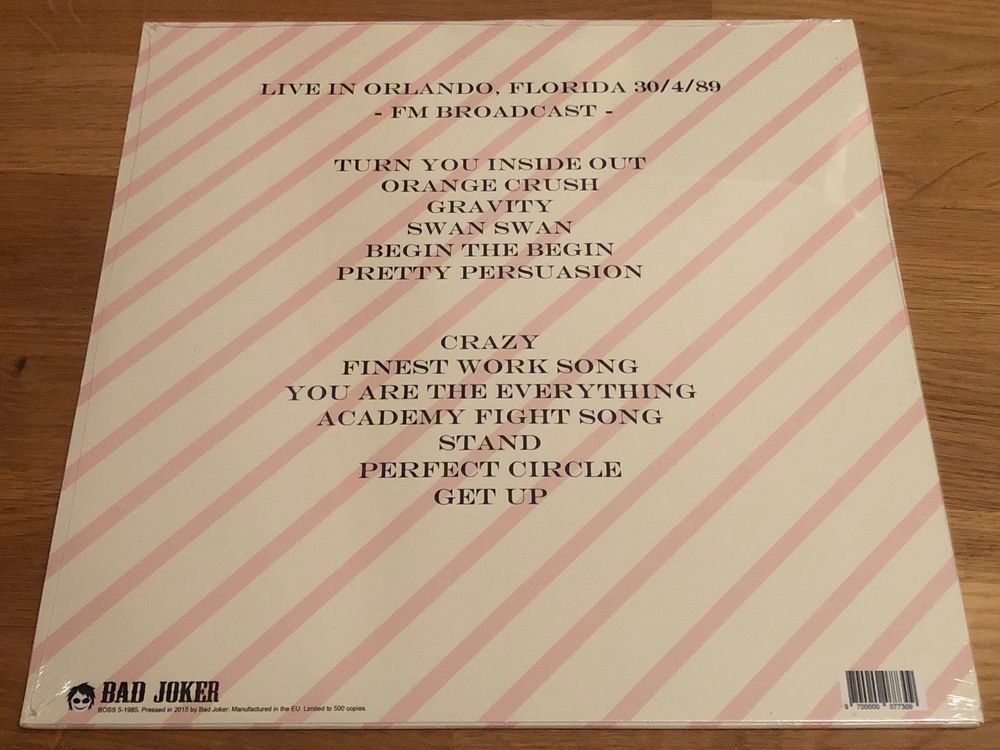 LIVE IN ORLANDO, FLORIDA 30/4/89
- FM BROADCAST -
TURN YOU INSIDE OUT
ORANGE CRUSH
GRAVITY
SWAN SWAN
BEGIN THE BEGIN
PRETTY PERSUASION
CRAZY
FINEST WORK SONG
YOU ARE THE EVERYTHING
ACADEMY FIGHT SONG
STAND
PERFECT CIRCLE
GET UP
BAD JOKER
BOSS 5-1985. Pressed in 2015 by Bad Joker. Manufactured in the EU. Limited to 500 copies.
9 700000 077309